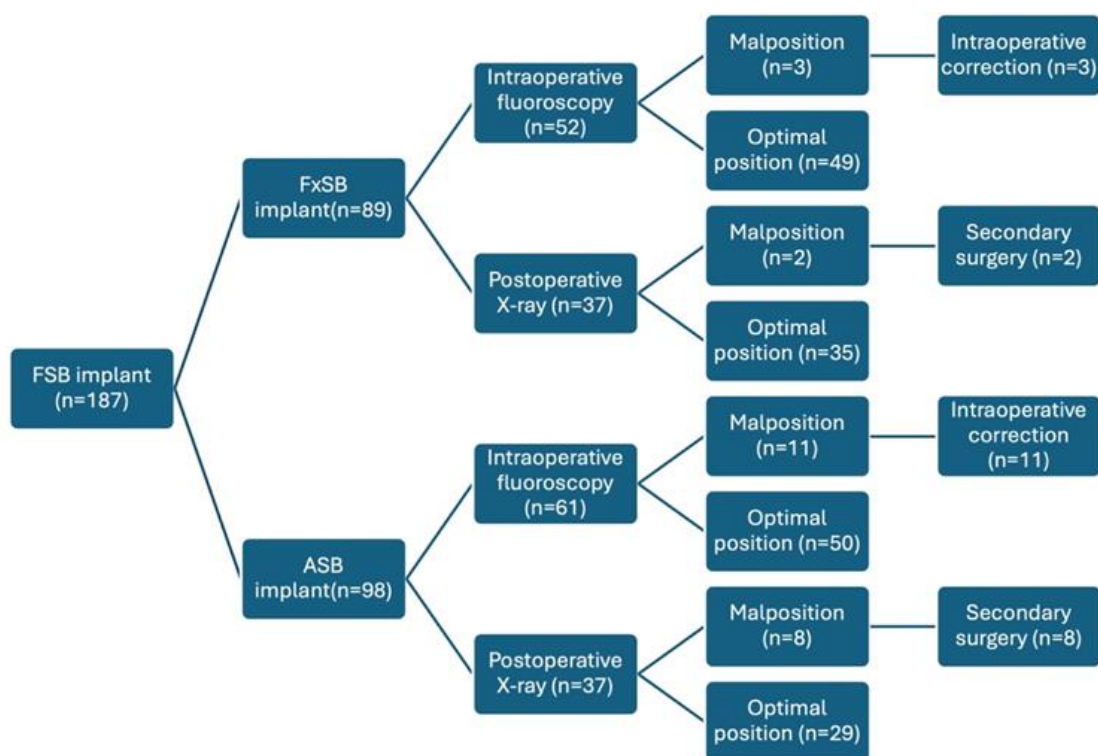 FSB implant
(n=187)
FxSB
implant(n=89)
Intraoperative
fluoroscopy
(n=52)
Malposition
(n=3)
Intraoperative
correction (n=3)
Optimal
position (n=49)
Postoperative
X-ray (n=37)
Malposition
(n=2)
Secondary
surgery (n=2)
Optimal
position (n=35)
ASB
implant(n=98)
Intraoperative
fluoroscopy
(n=61)
Malposition
(n=11)
Intraoperative
correction
(n=11)
Optimal
position (n=50)
Postoperative
X-ray (n=37)
Malposition
(n=8)
Secondary
surgery (n=8)
Optimal
position (n=29)